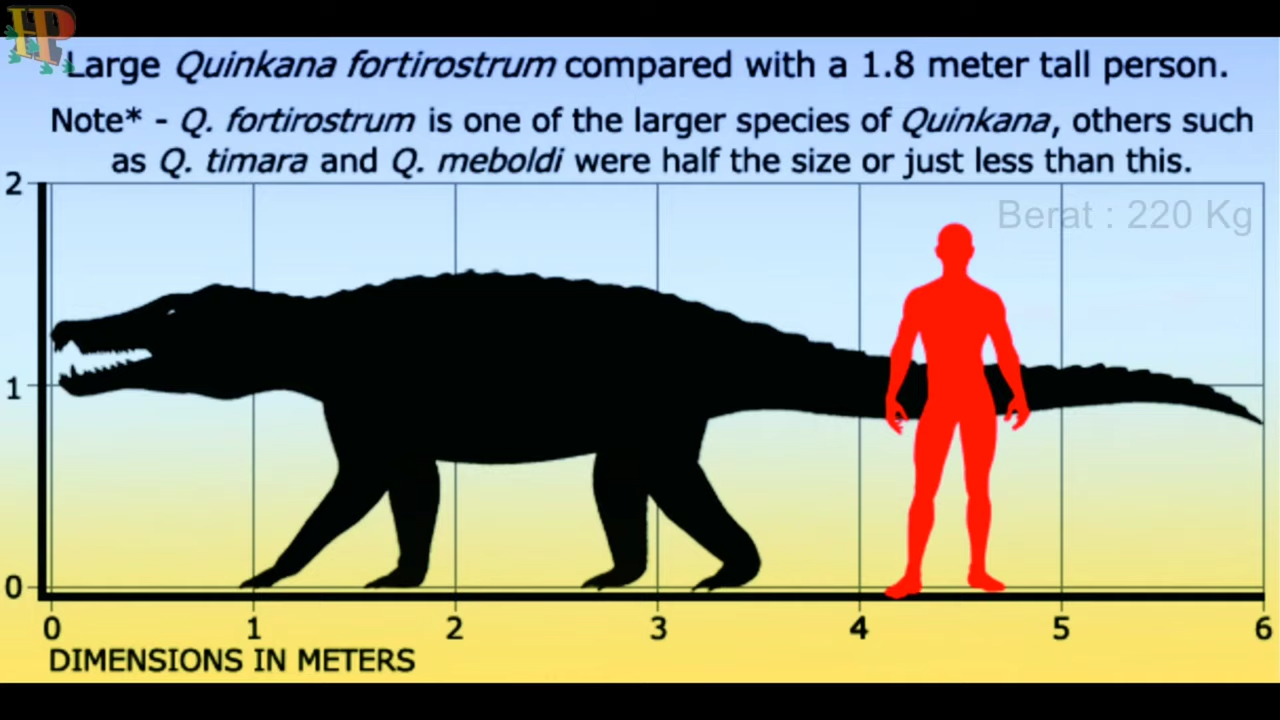 HP
Large Quinkana fortirostrum compared with a 1.8 meter tall person.
Note* - Q. fortirostrum is one of the larger species of Quinkana, others such
as Q. timara and Q. meboldi were half the size or just less than this.
Berat : 220 Kg
2
1
0
0 1 2 3 4 5 6
DIMENSIONS IN METERS